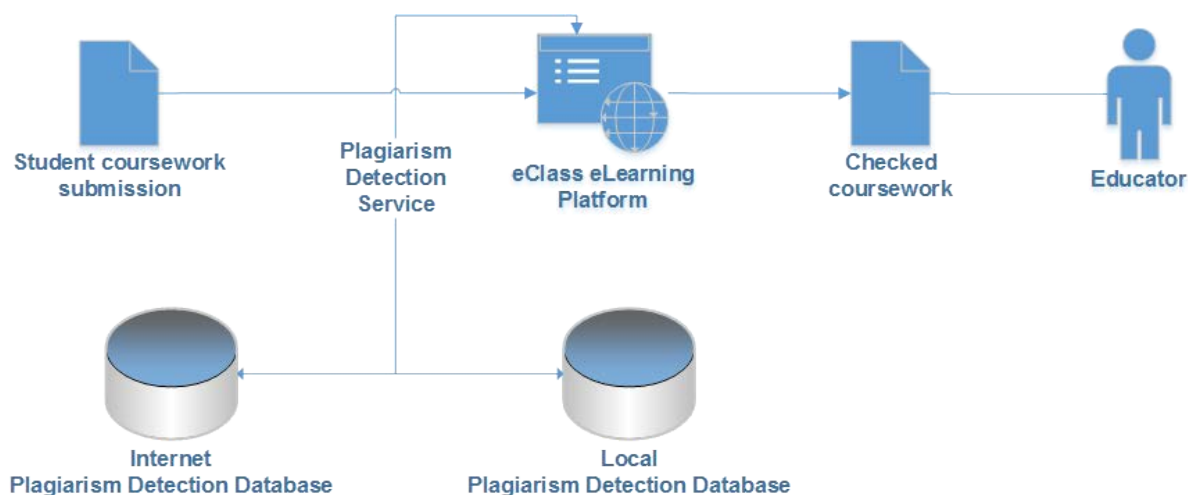 Student coursework
submission
Plagiarism
Detection
Service
eClass eLearning
Platform
Checked
coursework
Educator
Internet
Plagiarism Detection Database
Local
Plagiarism Detection Database